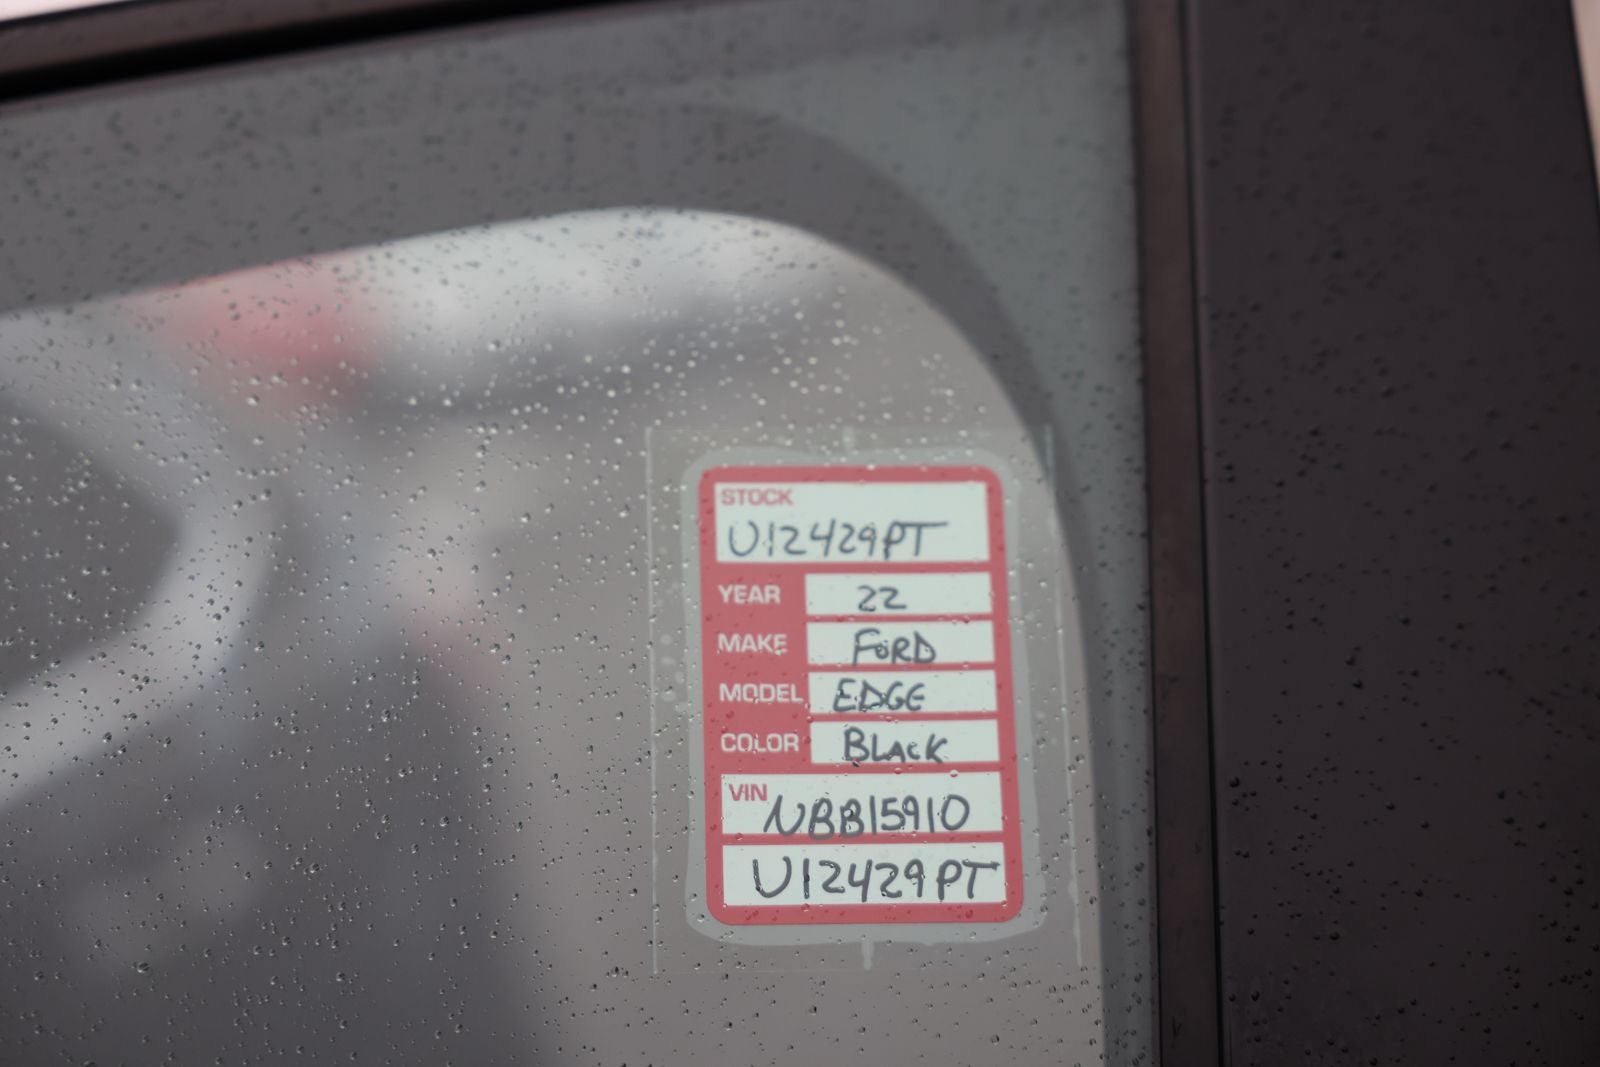 STOCK
U12429PT
YEAR 22
MAKE FORD
MODEL EDGE
COLOR BLACK
VIN NBB15910
U12429PT